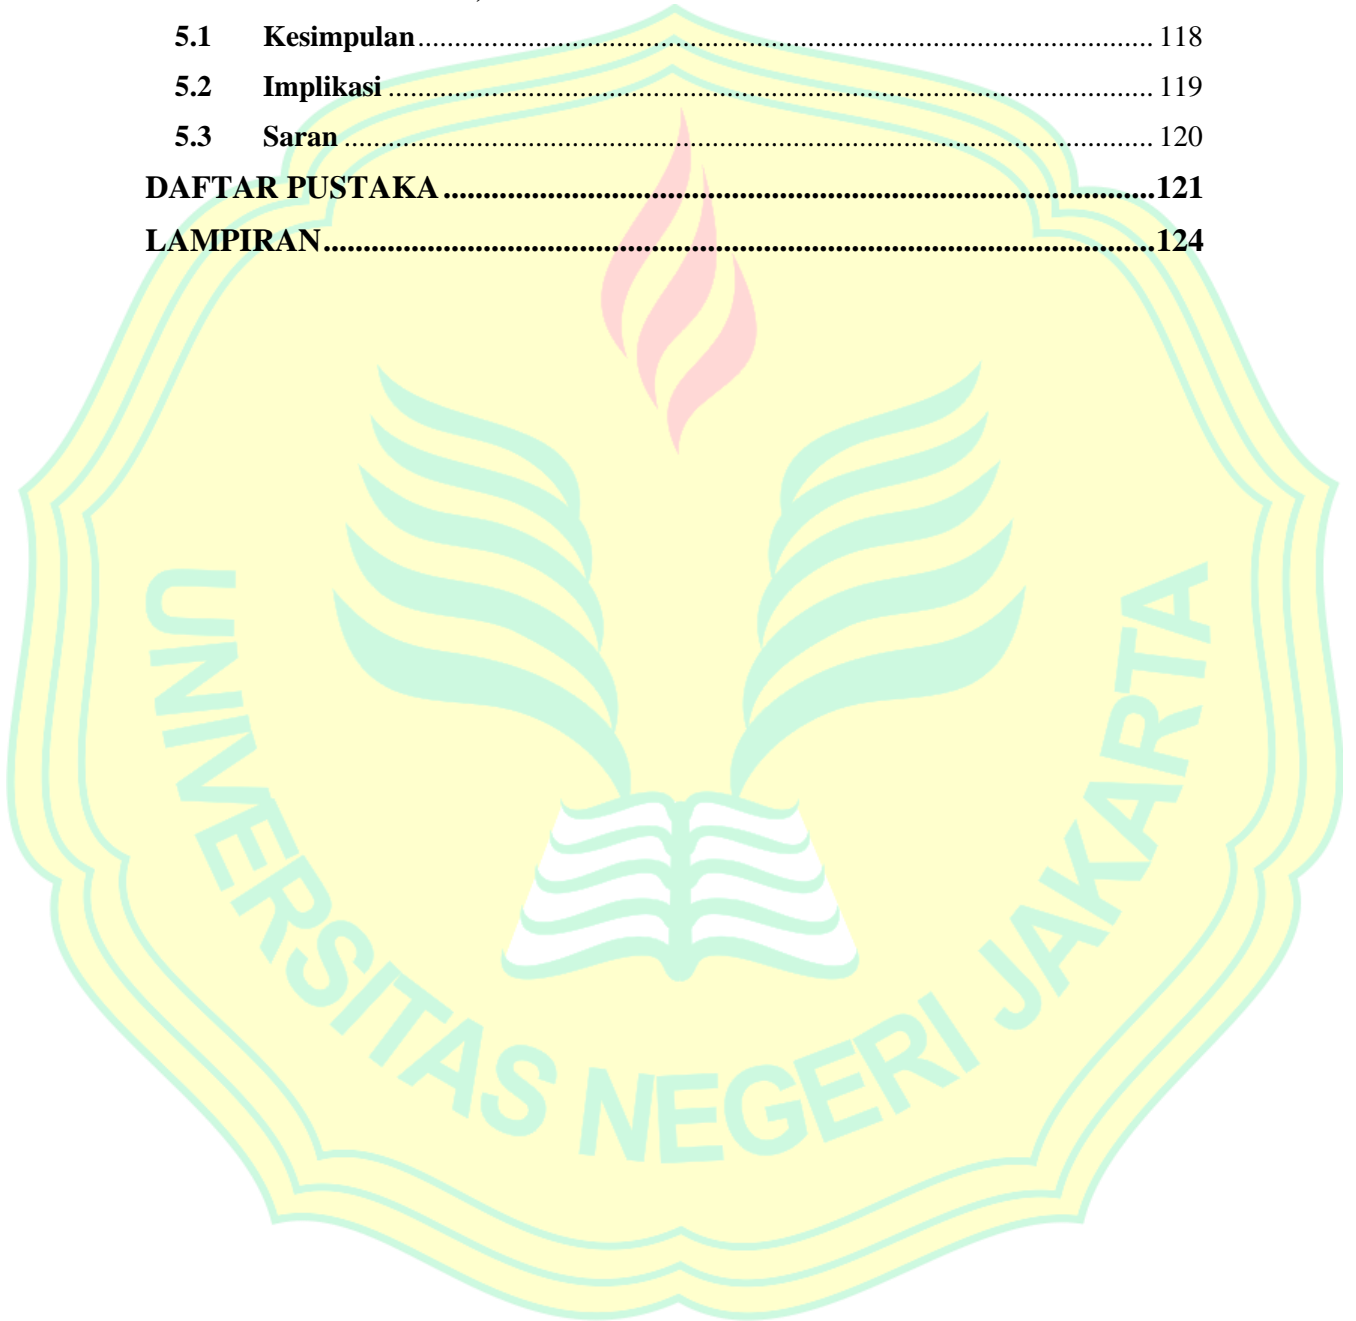 5.1 Kesimpulan.................................................................................................... 118
5.2 Implikasi ........................................................................................................ 119
5.3 Saran .............................................................................................................. 120
DAFTAR PUSTAKA .........................................................................................121
LAMPIRAN........................................................................................................124
UNIVERSITAS NEGERI JAKARTA